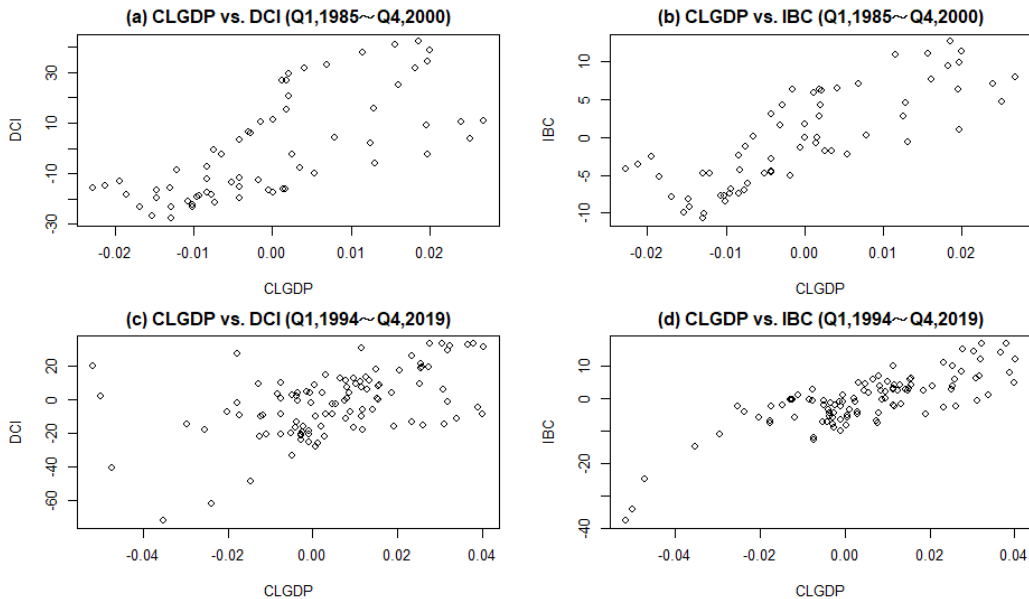 (a) CLGDP vs. DCI (Q1,1985～Q4,2000)
DCI
30
10
-10
-30
-0.02 -0.01 0.00 0.01 0.02
CLGDP
(b) CLGDP vs. IBC (Q1,1985～Q4,2000)
IBC
10
5
0
-5
-10
-0.02 -0.01 0.00 0.01 0.02
CLGDP
(c) CLGDP vs. DCI (Q1,1994～Q4,2019)
DCI
20
0
-20
-60
-0.04 -0.02 0.00 0.02 0.04
CLGDP
(d) CLGDP vs. IBC (Q1,1994～Q4,2019)
IBC
10
0
-20
-40
-0.04 -0.02 0.00 0.02 0.04
CLGDP